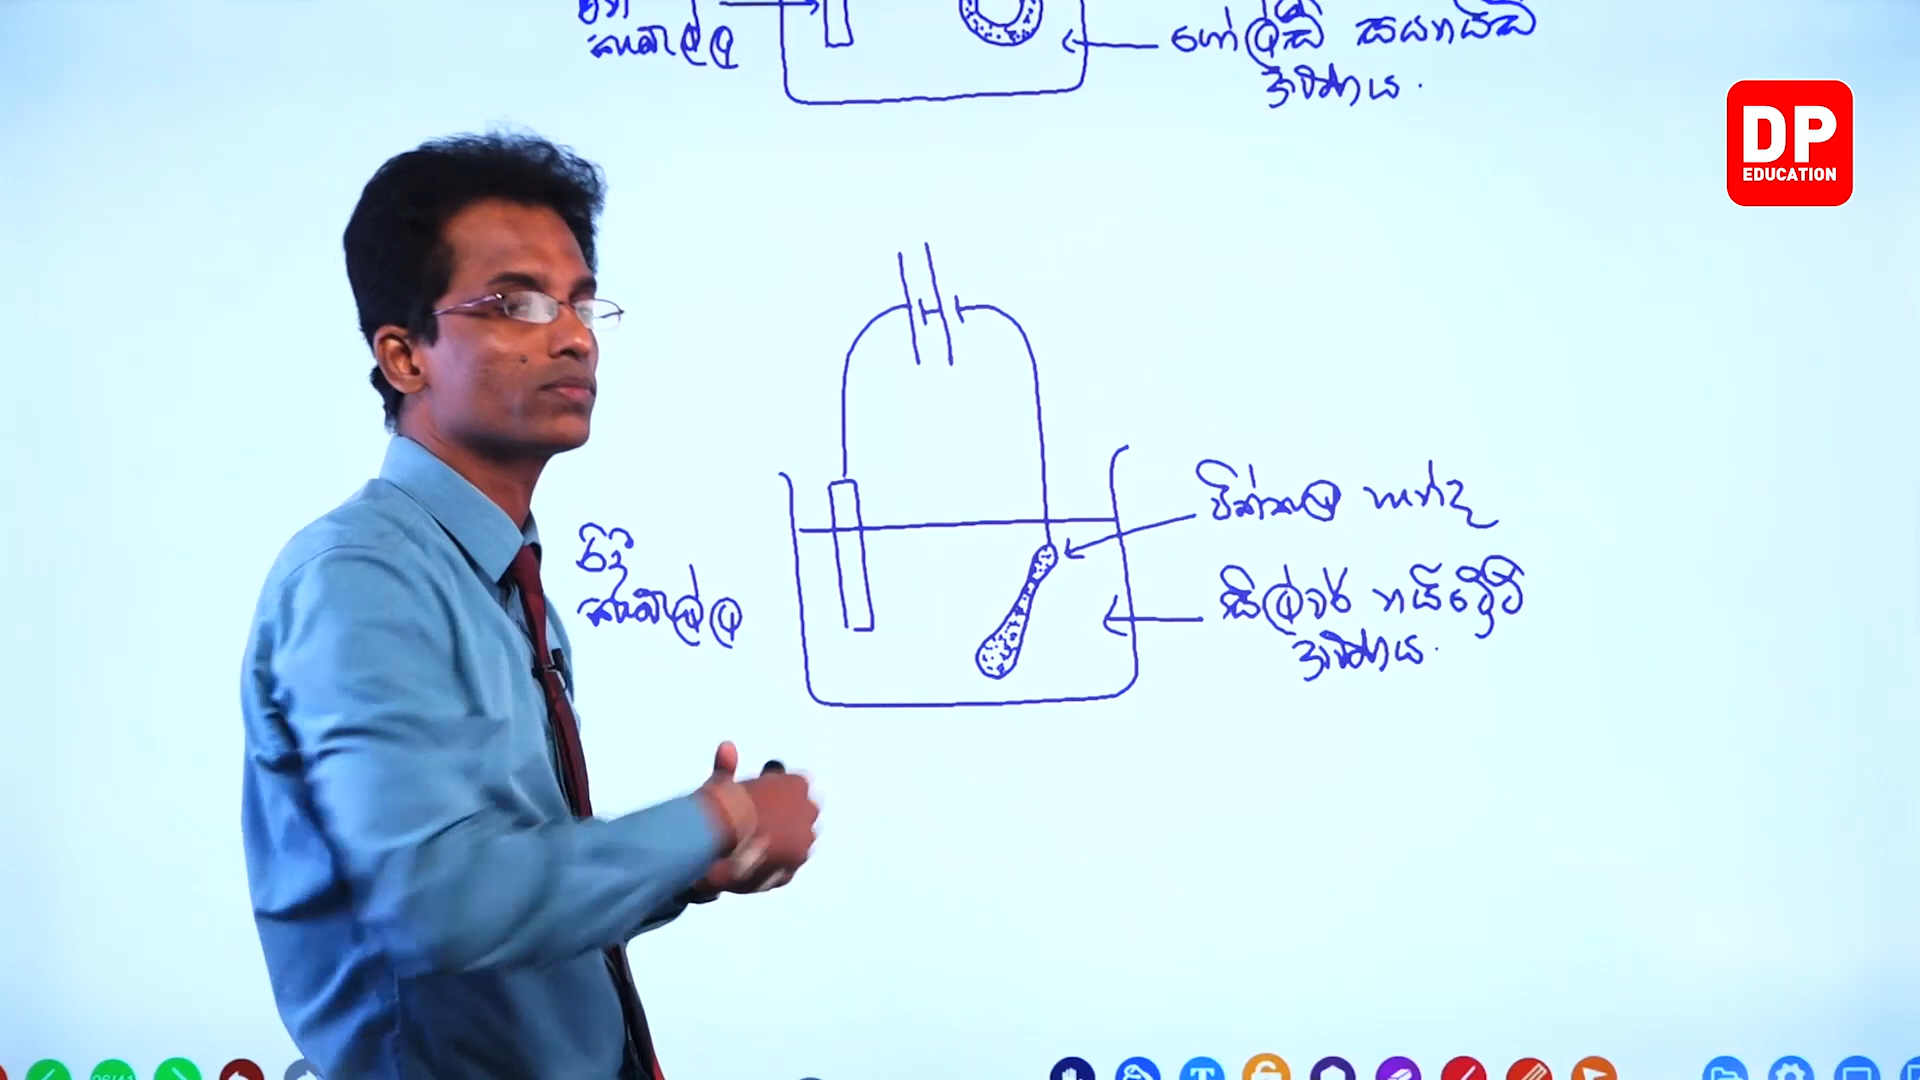 කැබැල්ල
ගෝල්ඩ් සයනයිඩ්
ද්‍රාවණය.
DP
EDUCATION
පිත්තල හැන්ද
රිදී
කැබැල්ල
සිල්වර් නයිට්‍රේට්
ද්‍රාවණය.